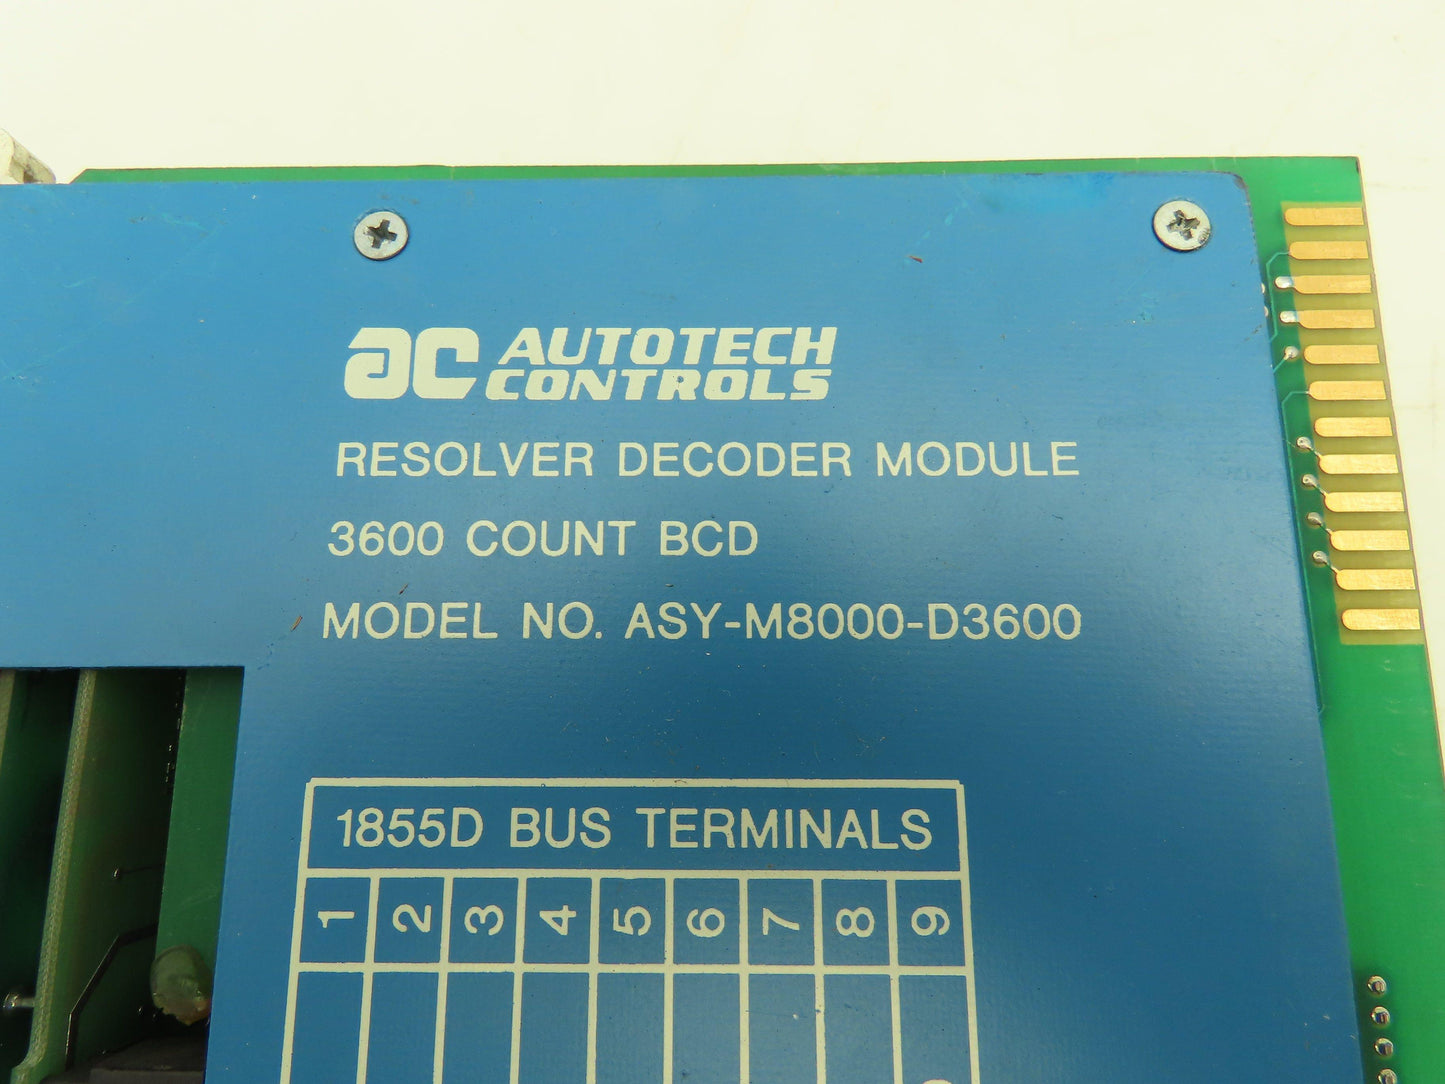 ac AUTOTECH
CONTROLS
RESOLVER DECODER MODULE
3600 COUNT BCD
MODEL NO. ASY-M8000-D3600
1855D BUS TERMINALS
1 2 3 4 5 6 7 8 9